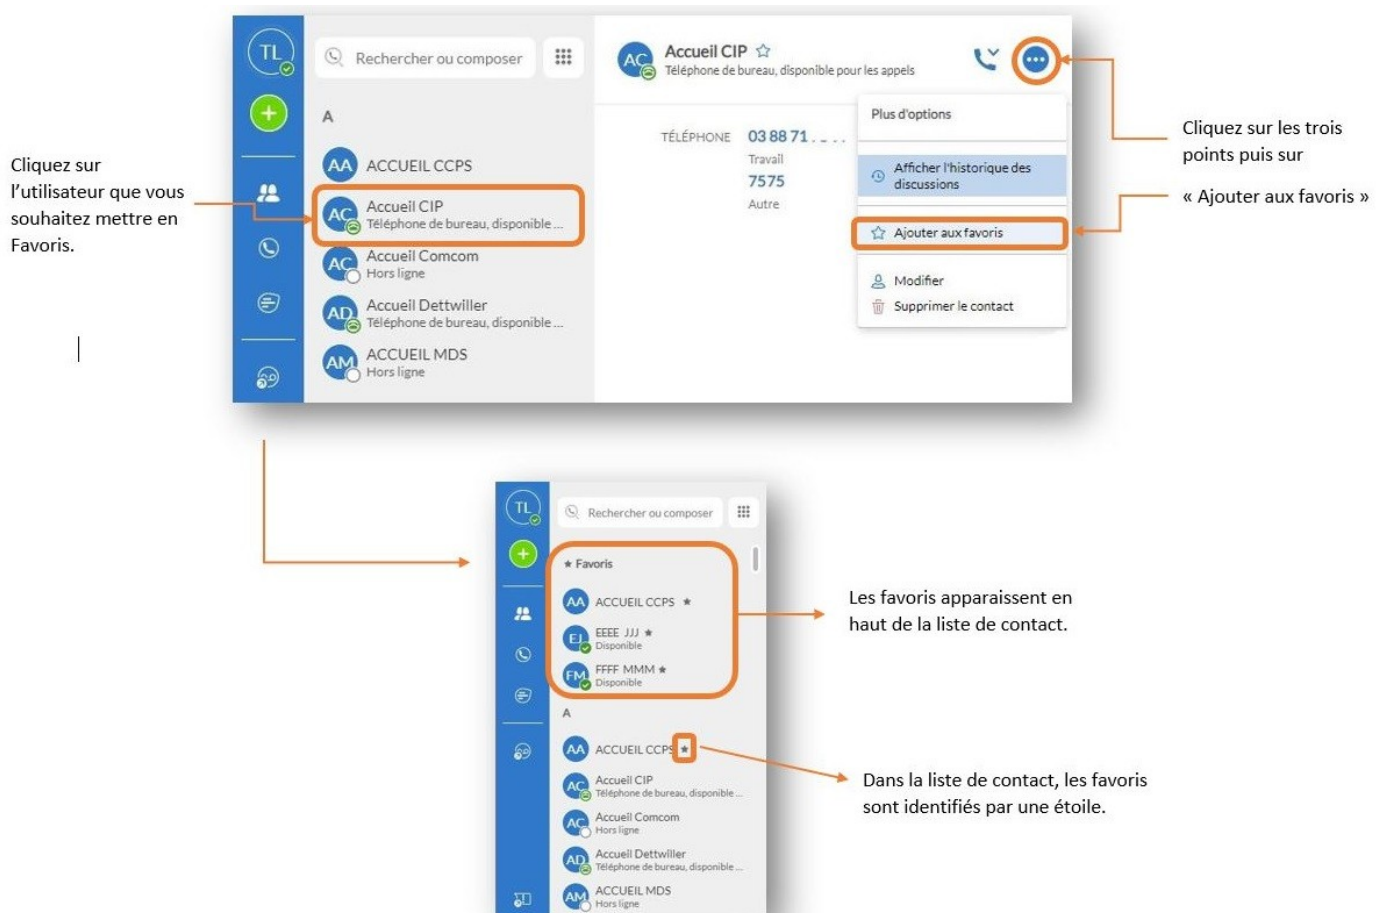 TL
Rechercher ou composer
A
AA
ACCUEIL CCPS
AC
Accueil CIP
Téléphone de bureau, disponible ...
AC
Accueil Comcom
Hors ligne
AD
Accueil Dettwiller
Téléphone de bureau, disponible ...
AM
ACCUEIL MDS
Hors ligne
AC
Accueil CIP
Téléphone de bureau, disponible pour les appels
TÉLÉPHONE
03 88 71
Travail
7575
Autre
Plus d'options
Afficher l'historique des
discussions
Ajouter aux favoris
Modifier
Supprimer le contact
Cliquez sur
l’utilisateur que vous
souhaitez mettre en
Favoris.
Cliquez sur les trois
points puis sur
« Ajouter aux favoris »
TL
Rechercher ou composer
★ Favoris
AA
ACCUEIL CCPS ★
EJ
EEEE JJJ ★
Disponible
FM
FFFF MMM ★
Disponible
A
AA
ACCUEIL CCPS ★
AC
Accueil CIP
Téléphone de bureau, disponible ...
AC
Accueil Comcom
Hors ligne
AD
Accueil Dettwiller
Téléphone de bureau, disponible ...
AM
ACCUEIL MDS
Hors ligne
Les favoris apparaissent en
haut de la liste de contact.
Dans la liste de contact, les favoris
sont identifiés par une étoile.